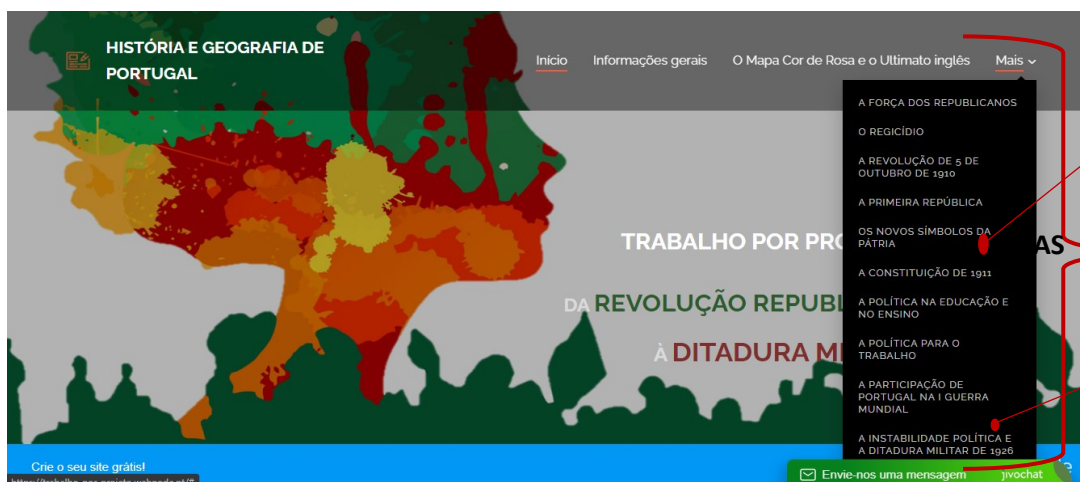 HISTÓRIA E GEOGRAFIA DE
PORTUGAL
Início Informações gerais O Mapa Cor de Rosa e o Ultimato inglês Mais
A FORÇA DOS REPUBLICANOS
O REGICÍDIO
A REVOLUÇÃO DE 5 DE
OUTUBRO DE 1910
A PRIMEIRA REPÚBLICA
OS NOVOS SÍMBOLOS DA
PÁTRIA
A CONSTITUIÇÃO DE 1911
A POLÍTICA NA EDUCAÇÃO E
NO ENSINO
A POLÍTICA PARA O
TRABALHO
A PARTICIPAÇÃO DE
PORTUGAL NA I GUERRA
MUNDIAL
A INSTABILIDADE POLÍTICA E
A DITADURA MILITAR DE 1926
TRABALHO POR PRO
AS
DA REVOLUÇÃO REPUBL
À DITADURA MI
Crie o seu site grátis!
Envie-nos uma mensagem jivochat